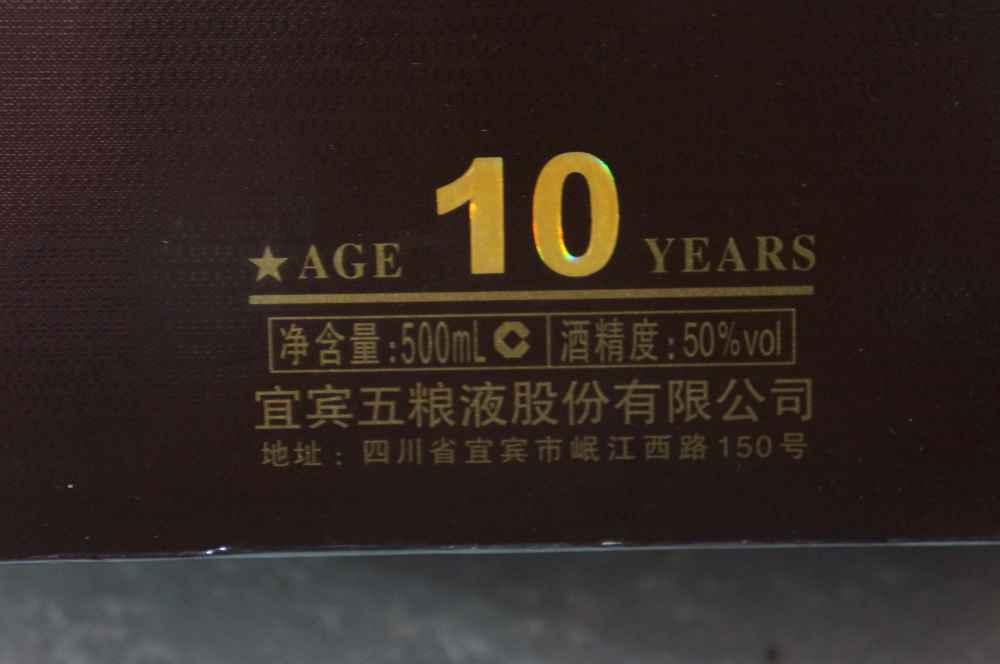 ★AGE 10 YEARS
净含量:500mL 酒精度:50%vol
宜宾五粮液股份有限公司
地址：四川省宜宾市岷江西路150号